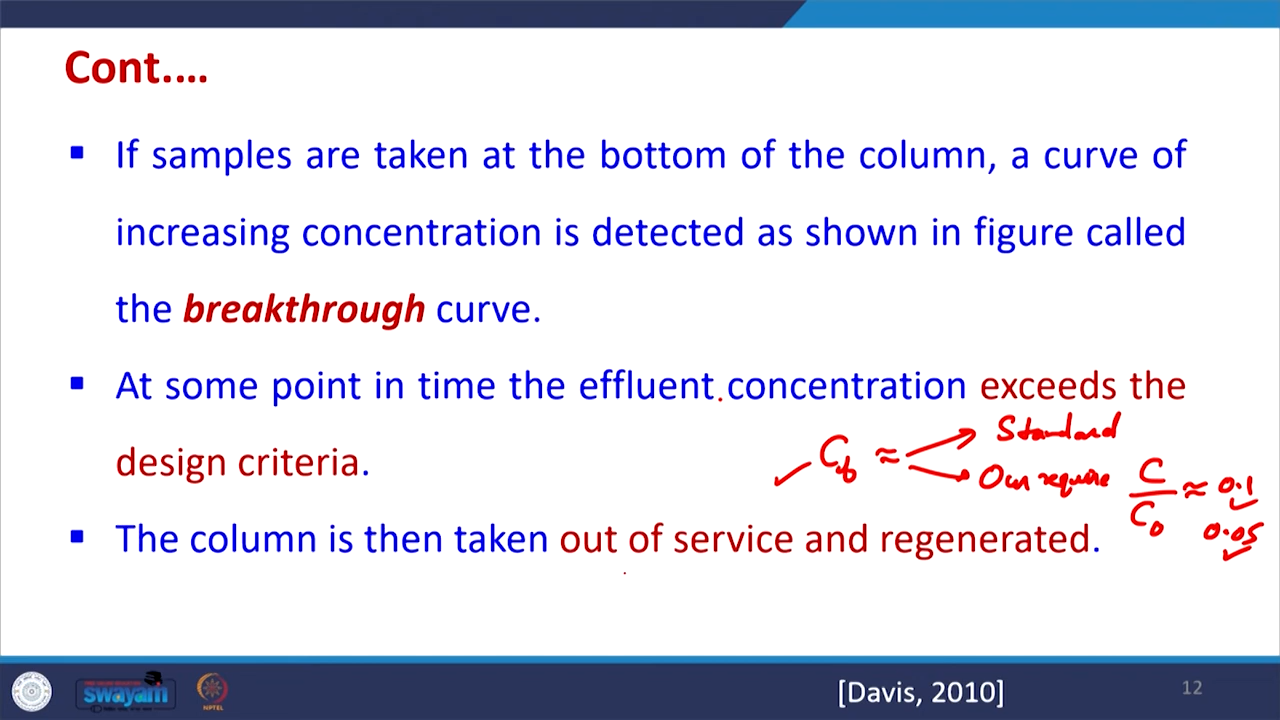 Cont....
▪ If samples are taken at the bottom of the column, a curve of
increasing concentration is detected as shown in figure called
the breakthrough curve.
▪ At some point in time the effluent concentration exceeds the
design criteria.
C_b ≈ Standard
Our require
C/C₀ ≈ 0.1
0.05
▪ The column is then taken out of service and regenerated.
swayam
NPTEL
[Davis, 2010]
12